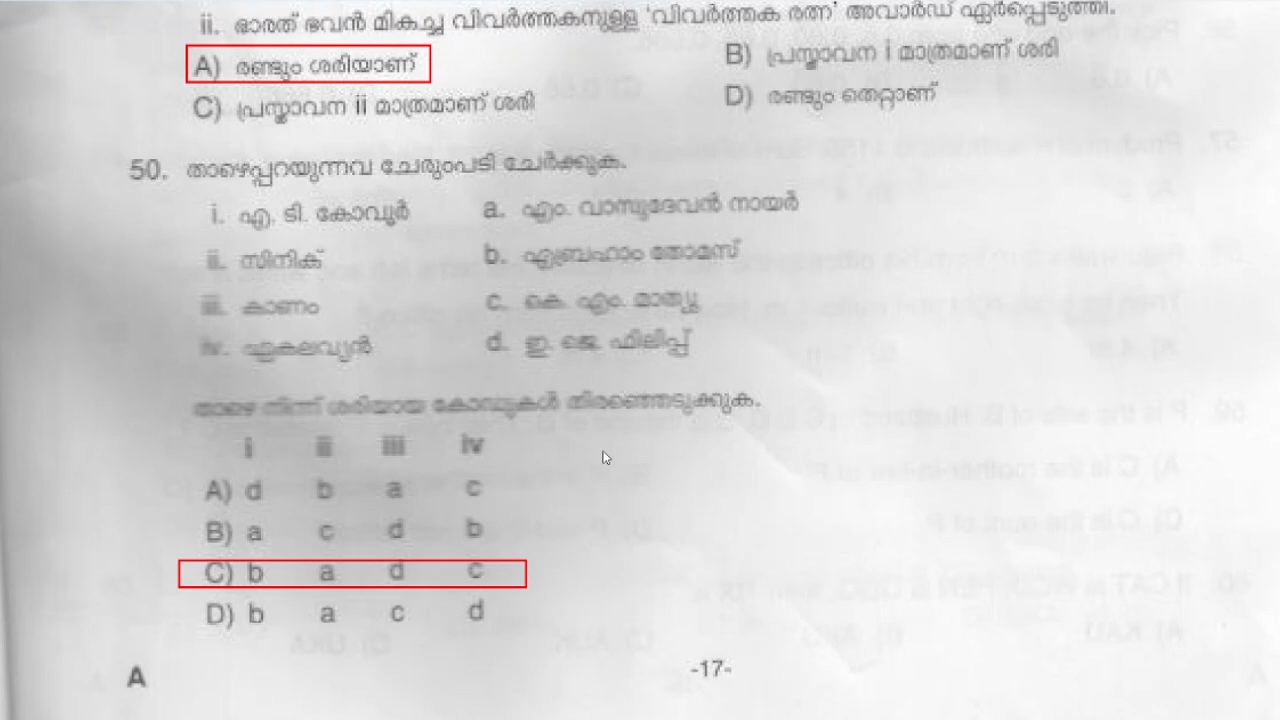 ii. ഭാരത് ഭവൻ മികച്ച വിവർത്തകനുള്ള ‘വിവർത്തക രത്ന’ അവാർഡ് ഏർപ്പെടുത്തി.
A) രണ്ടും ശരിയാണ്
B) പ്രസ്താവന i മാത്രമാണ് ശരി
C) പ്രസ്താവന ii മാത്രമാണ് ശരി
D) രണ്ടും തെറ്റാണ്
50. താഴെപ്പറയുന്നവ ചേരുംപടി ചേർക്കുക.
i. എ. ടി. കോവൂർ a. എം. വാസുദേവൻ നായർ
ii. സിനിക് b. എബ്രഹാം തോമസ്
iii. കാണം c. കെ. എം. മാത്യു
iv. ഏകലവ്യൻ d. ഇ. ജെ. ഫിലിപ്പ്
താഴെ നിന്ന് ശരിയായ കോഡുകൾ തിരഞ്ഞെടുക്കുക.
i ii iii iv
A) d b a c
B) a c d b
C) b a d c
D) b a c d
A -17-